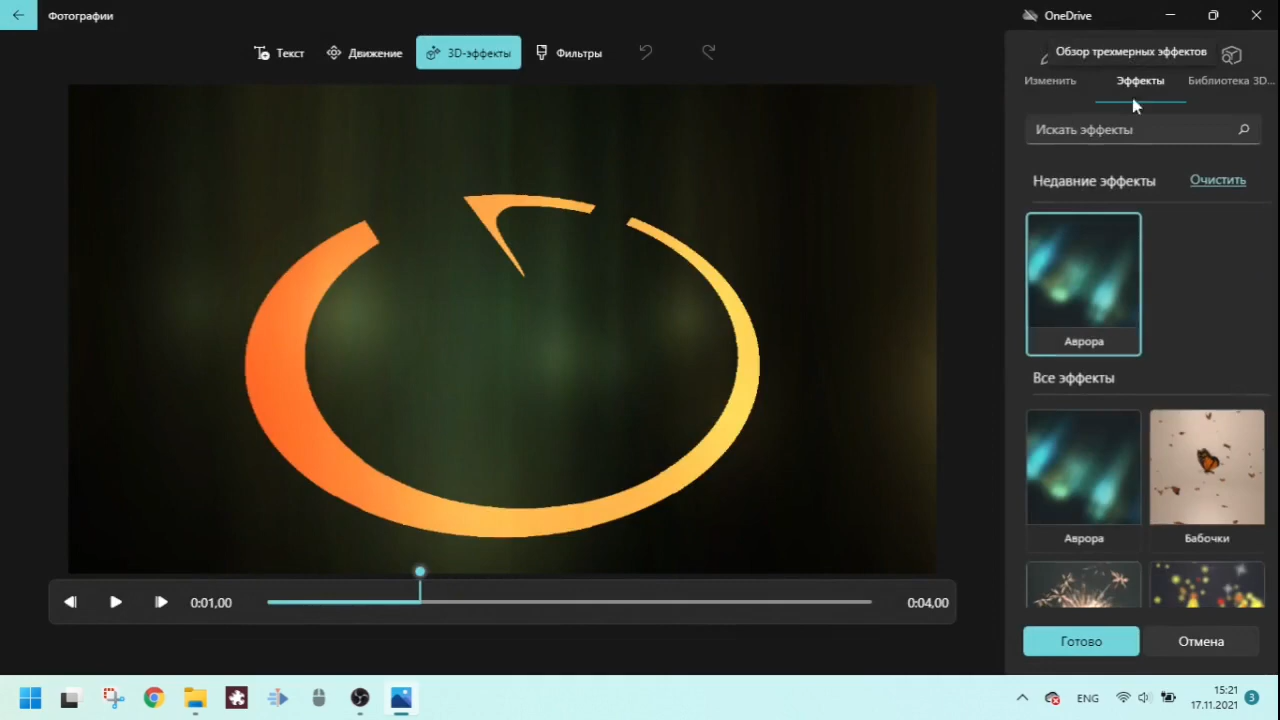 Фотографии
OneDrive
Текст
Движение
3D-эффекты
Фильтры
Обзор трехмерных эффектов
Изменить
Эффекты
Библиотека 3D...
Искать эффекты
Недавние эффекты
Очистить
Аврора
Все эффекты
Аврора
Бабочки
0:01,00
0:04,00
Готово
Отмена
ENG
15:21
17.11.2021
3